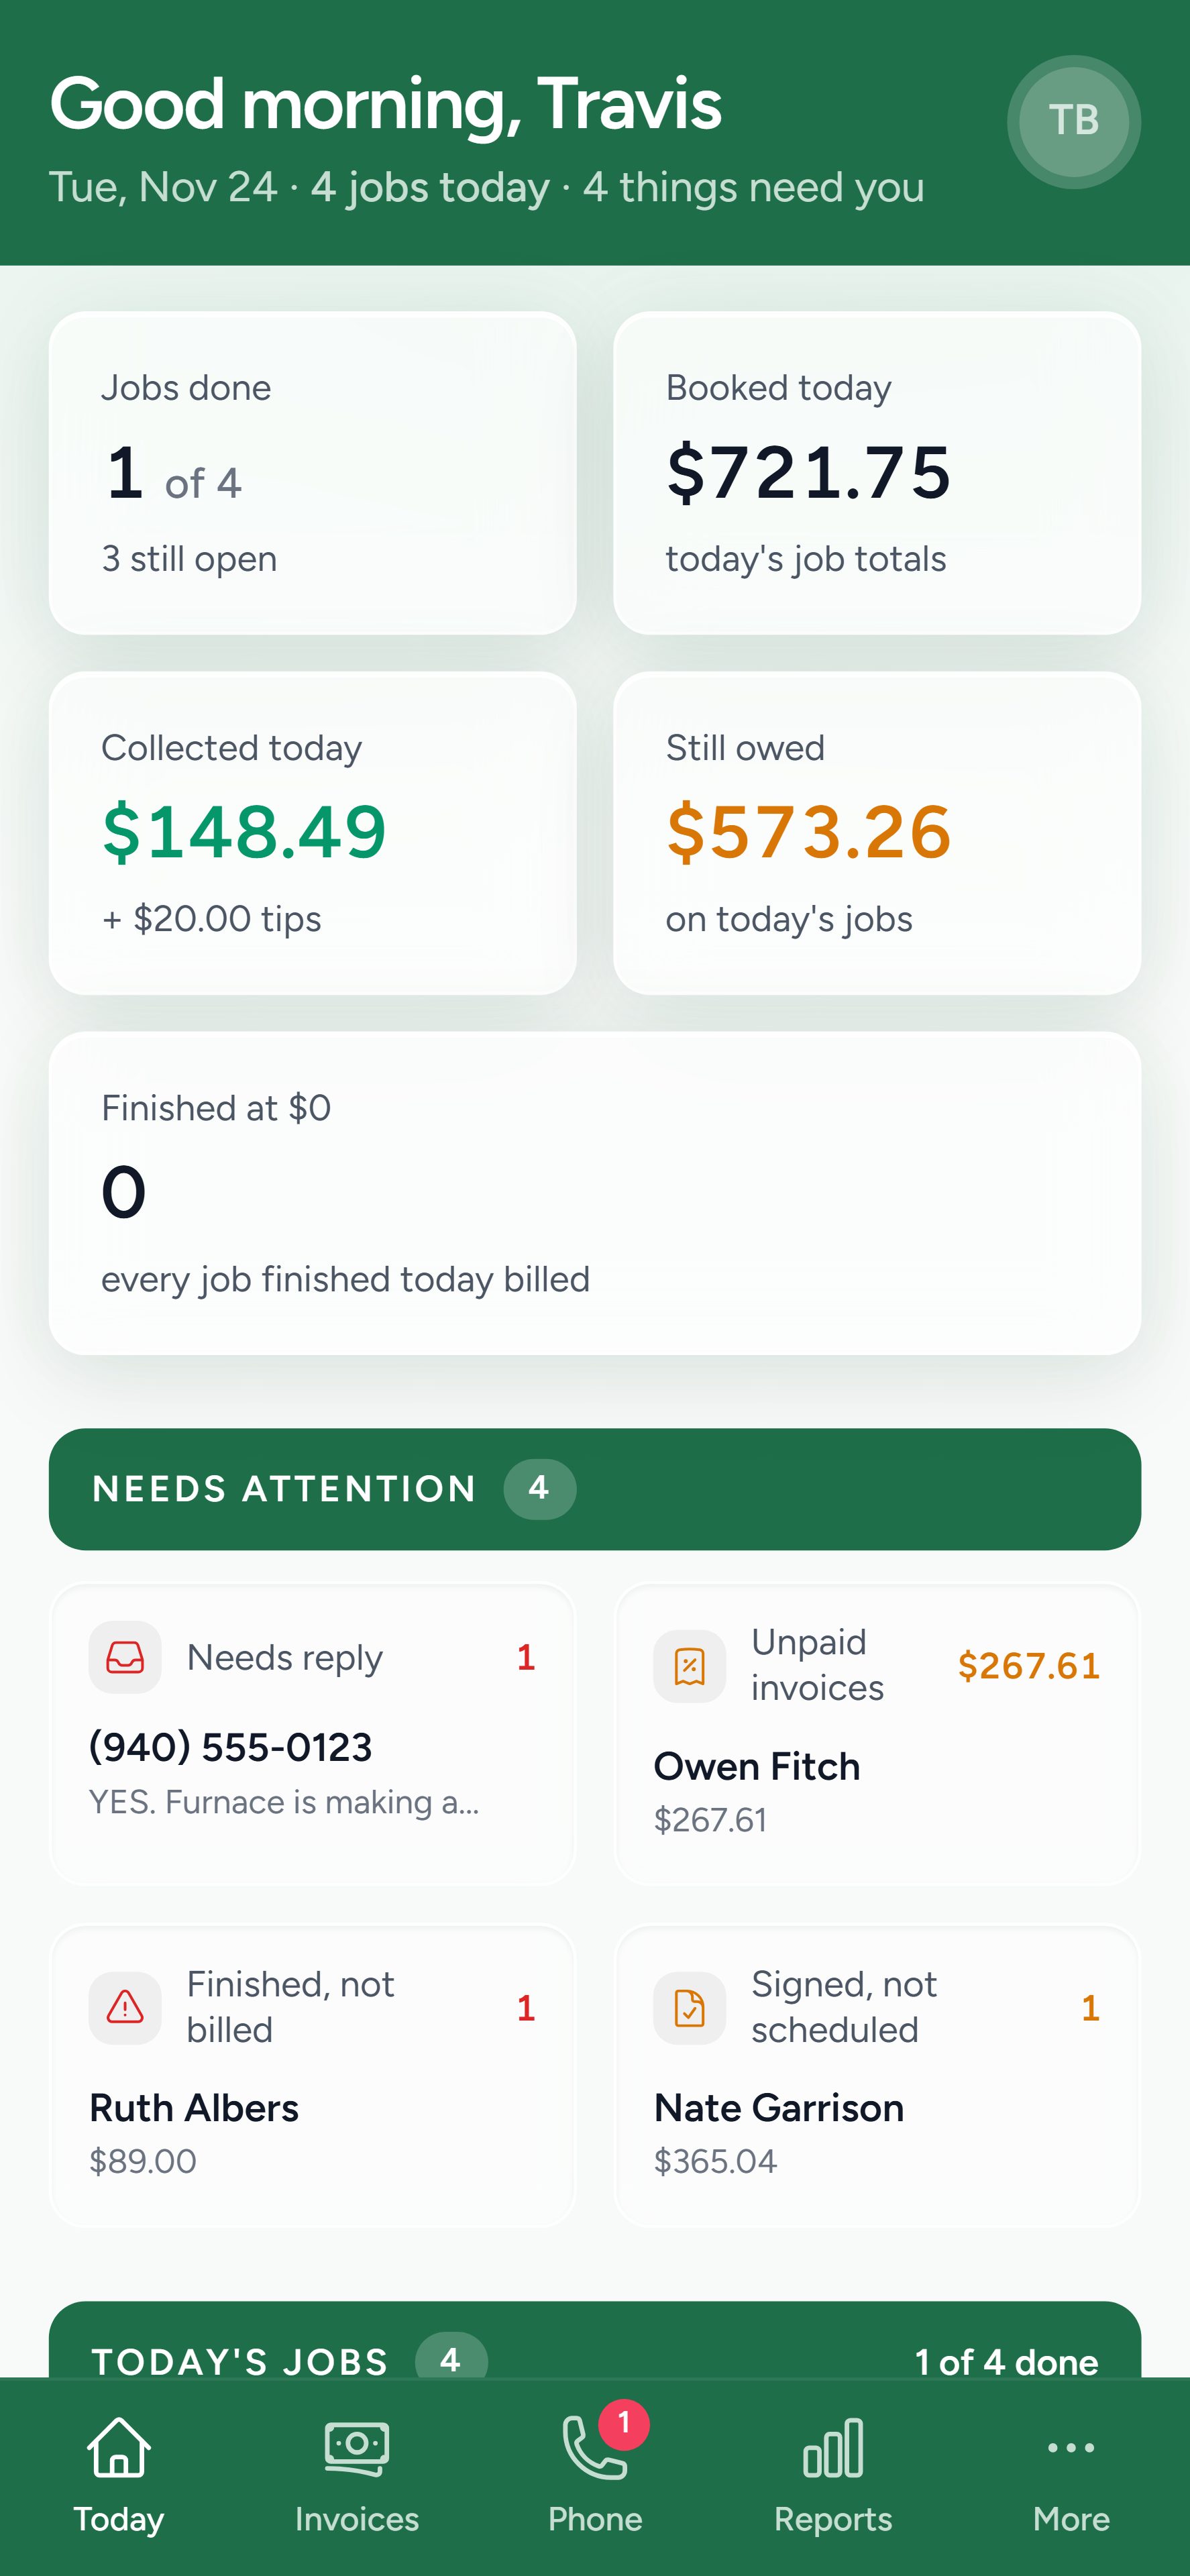 Good morning, Travis
TB
Tue, Nov 24 · 4 jobs today · 4 things need you
Jobs done
1 of 4
3 still open
Booked today
$721.75
today's job totals
Collected today
$148.49
+ $20.00 tips
Still owed
$573.26
on today's jobs
Finished at $0
0
every job finished today billed
NEEDS ATTENTION 4
Needs reply 1
(940) 555-0123
YES. Furnace is making a...
Unpaid
invoices
$267.61
Owen Fitch
$267.61
Finished, not
billed
1
Ruth Albers
$89.00
Signed, not
scheduled
1
Nate Garrison
$365.04
TODAY'S JOBS 4 1 of 4 done
1
Today Invoices Phone Reports More